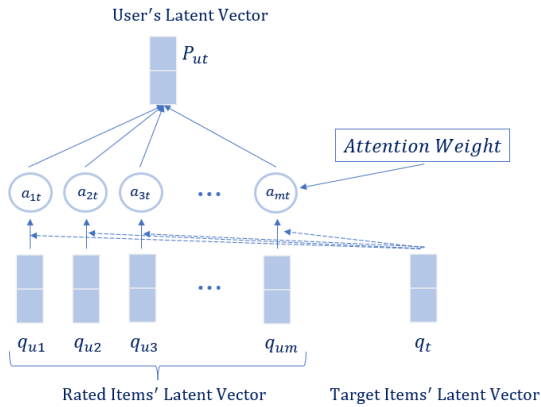 User's Latent Vector
P_ut
Attention Weight
a_1t a_2t a_3t ... a_mt
...
q_u1 q_u2 q_u3 q_um q_t
Rated Items' Latent Vector Target Items' Latent Vector